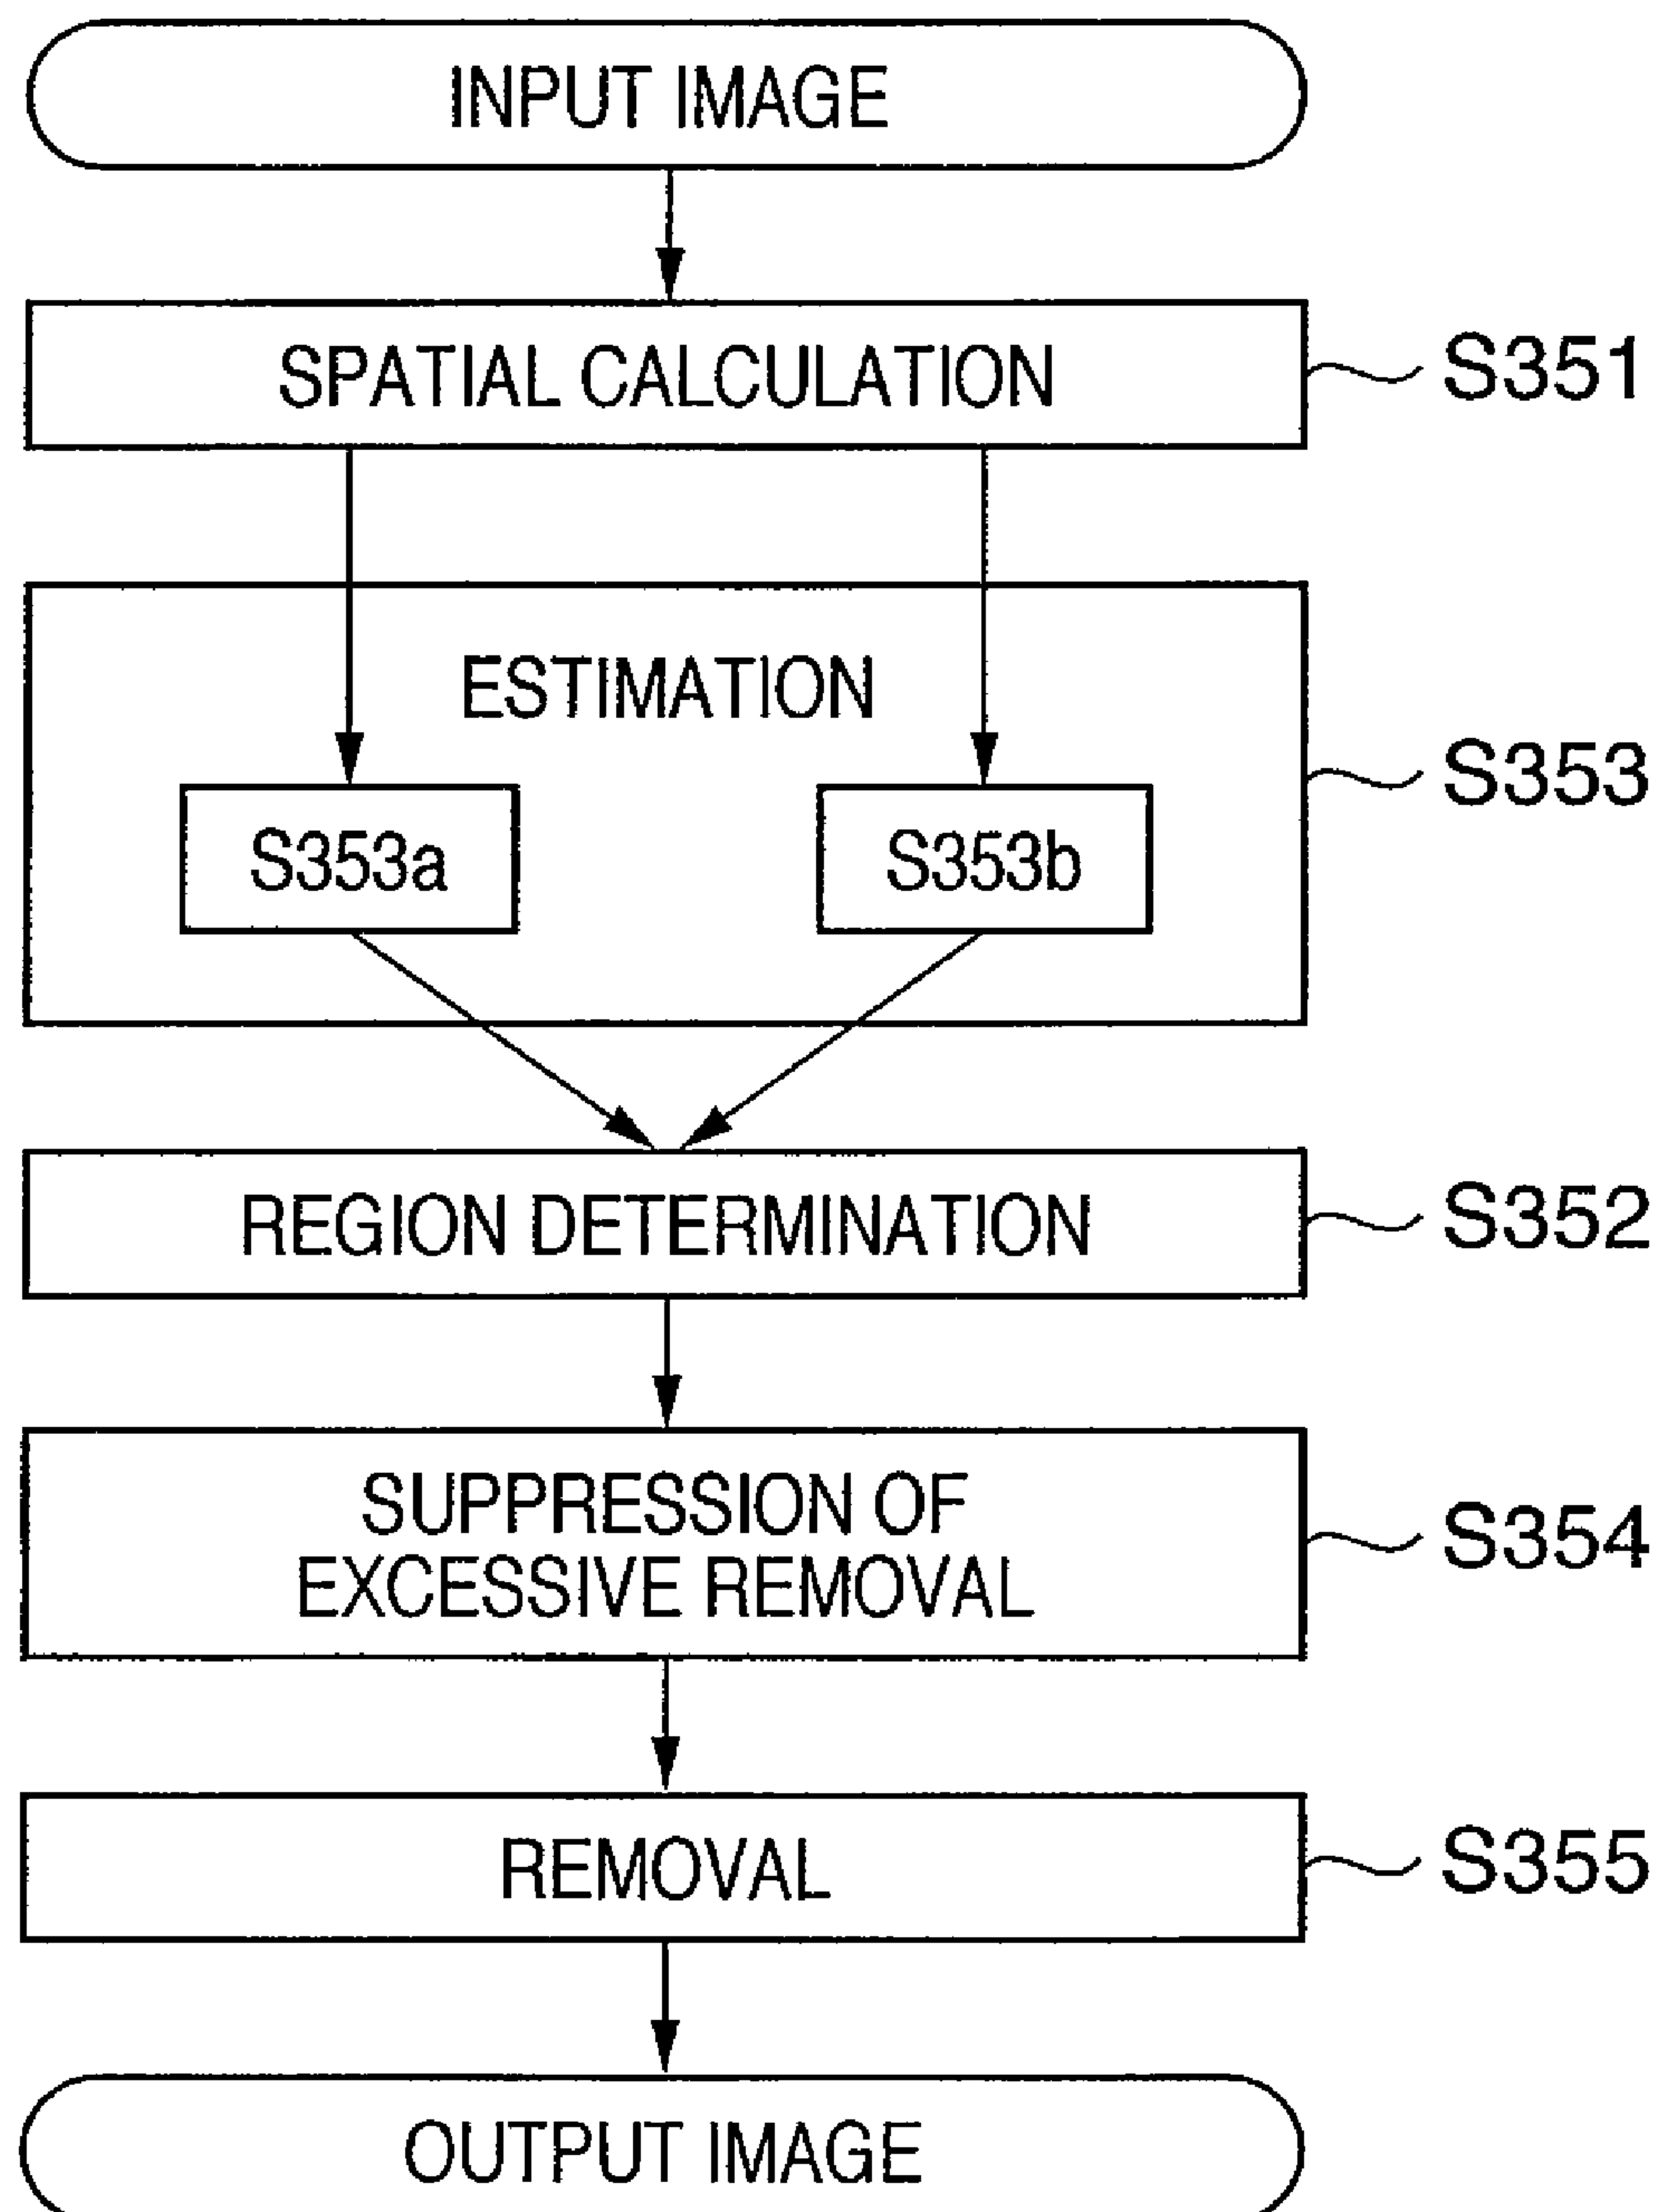 INPUT IMAGE
SPATIAL CALCULATION
S351
ESTIMATION
S353
S353a
S353b
REGION DETERMINATION
S352
SUPPRESSION OF
EXCESSIVE REMOVAL
S354
REMOVAL
S355
OUTPUT IMAGE